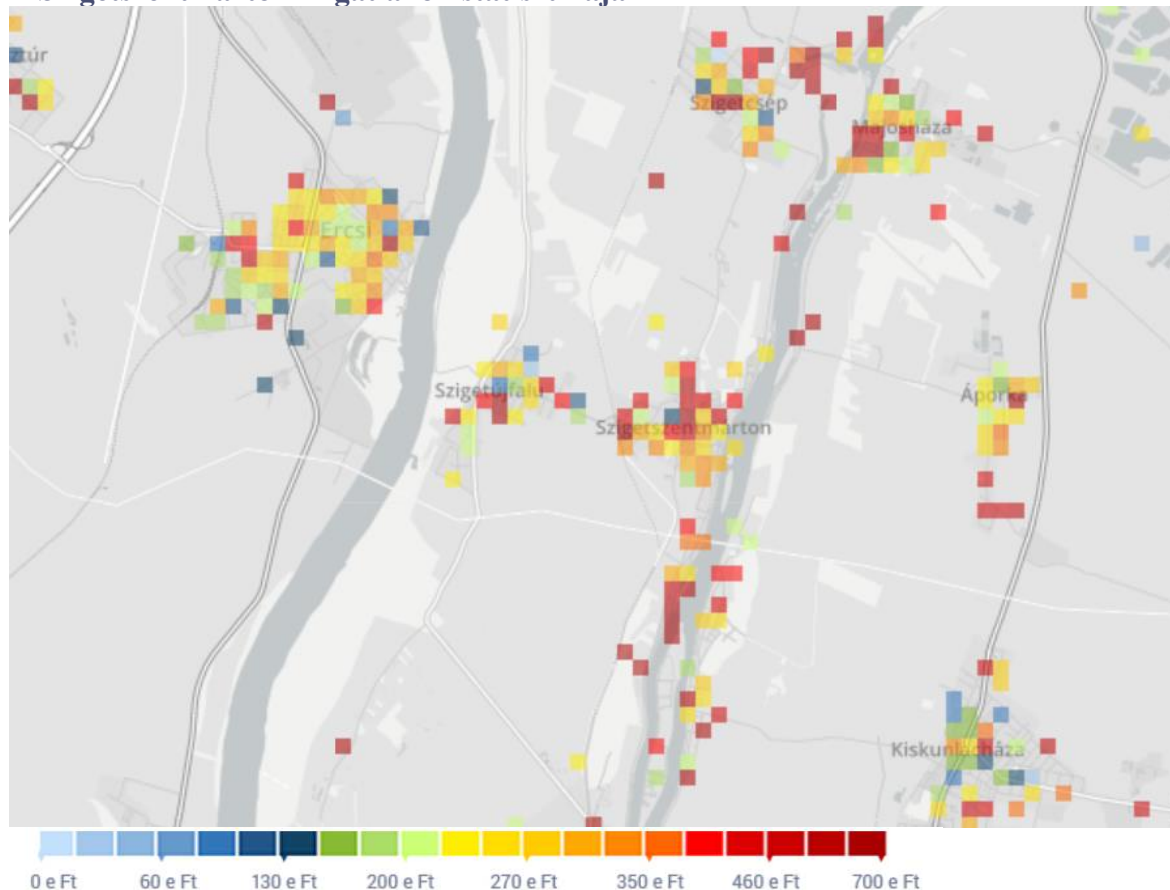 ztúr
Szigetcsép
Majosháza
Ercsi
Szigetújfalu
Áporka
Szigetszentmárton
Kiskunlacháza
0 e Ft 60 e Ft 130 e Ft 200 e Ft 270 e Ft 350 e Ft 460 e Ft 700 e Ft